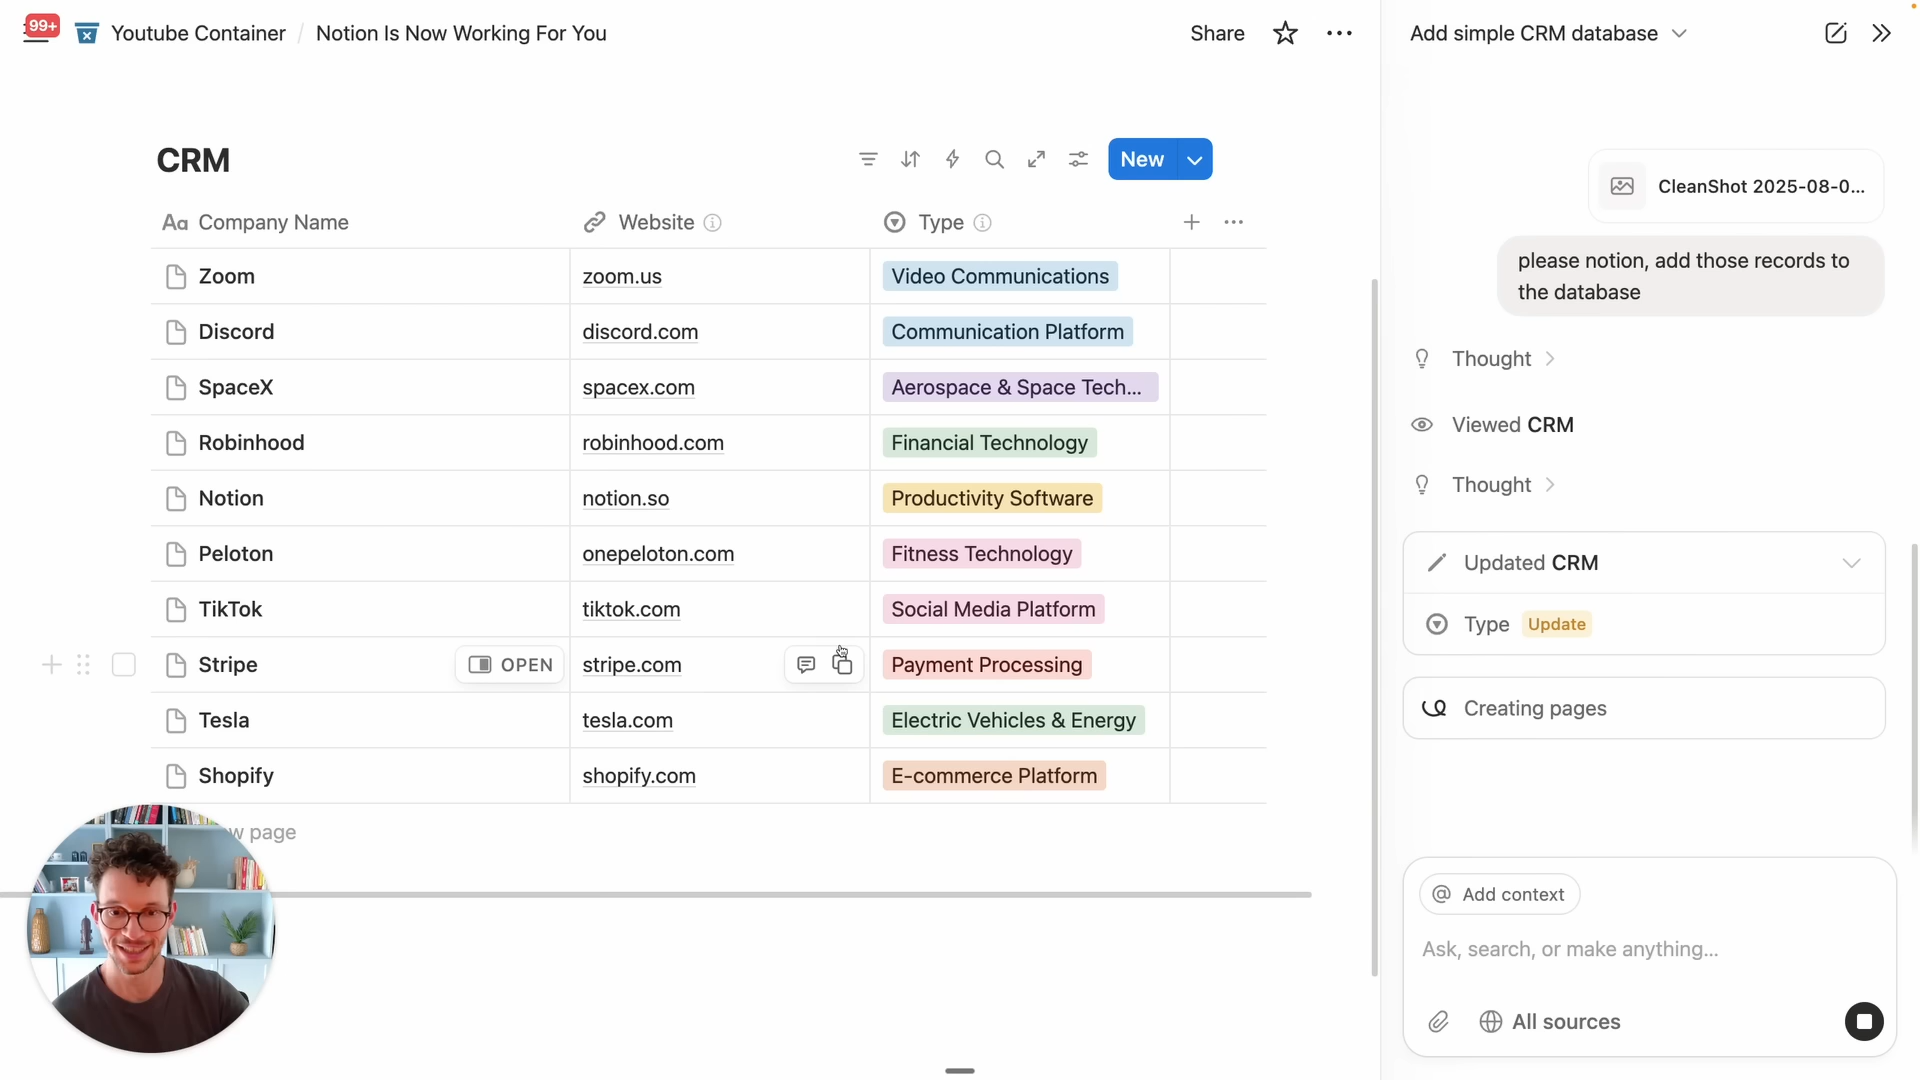 99+
Youtube Container / Notion Is Now Working For You
Share
Add simple CRM database
CRM
New
Aa Company Name
Website
Type
Zoom
zoom.us
Video Communications
Discord
discord.com
Communication Platform
SpaceX
spacex.com
Aerospace & Space Tech...
Robinhood
robinhood.com
Financial Technology
Notion
notion.so
Productivity Software
Peloton
onepeloton.com
Fitness Technology
TikTok
tiktok.com
Social Media Platform
Stripe
OPEN
stripe.com
Payment Processing
Tesla
tesla.com
Electric Vehicles & Energy
Shopify
shopify.com
E-commerce Platform
page
CleanShot 2025-08-0...
please notion, add those records to
the database
Thought
Viewed CRM
Thought
Updated CRM
Type Update
Creating pages
@ Add context
Ask, search, or make anything...
All sources